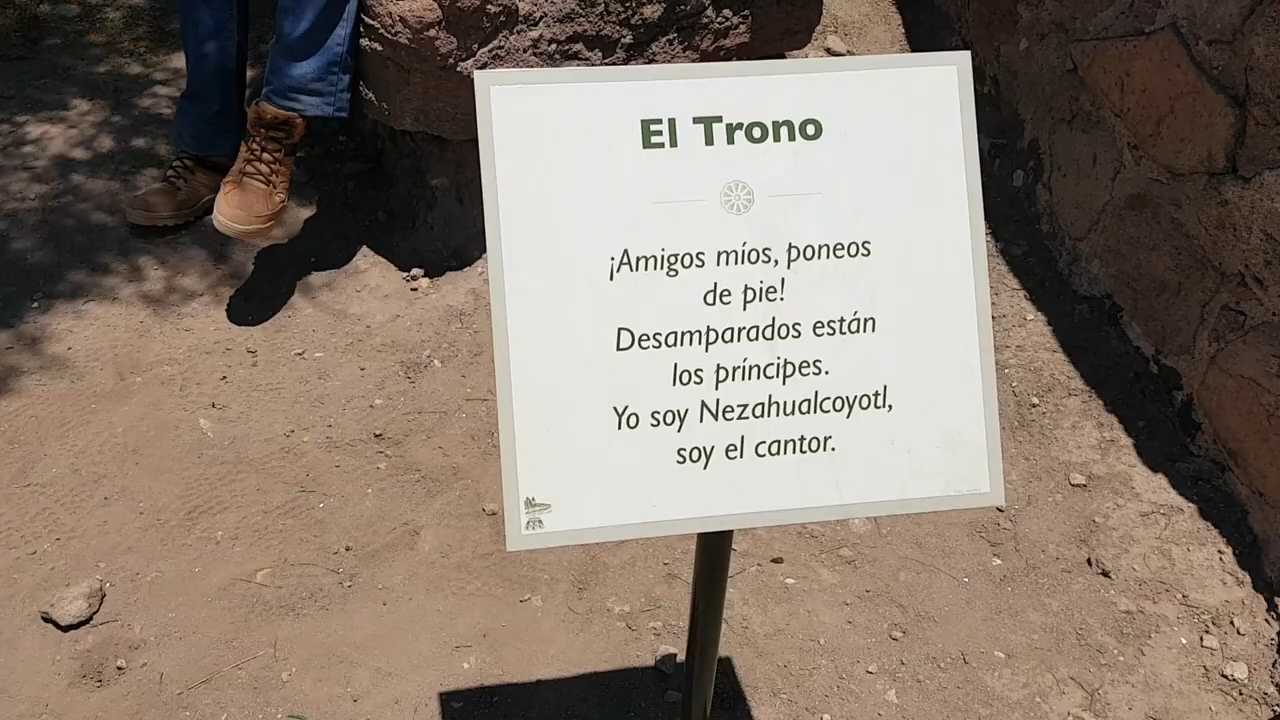 El Trono
¡Amigos míos, poneos
de pie!
Desamparados están
los príncipes.
Yo soy Nezahualcoyotl,
soy el cantor.